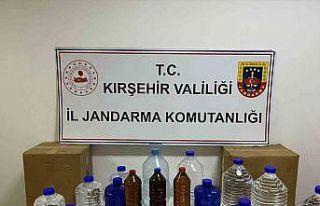 T.C.
KIRŞEHİR VALİLİĞİ
İL JANDARMA KOMUTANLIĞI